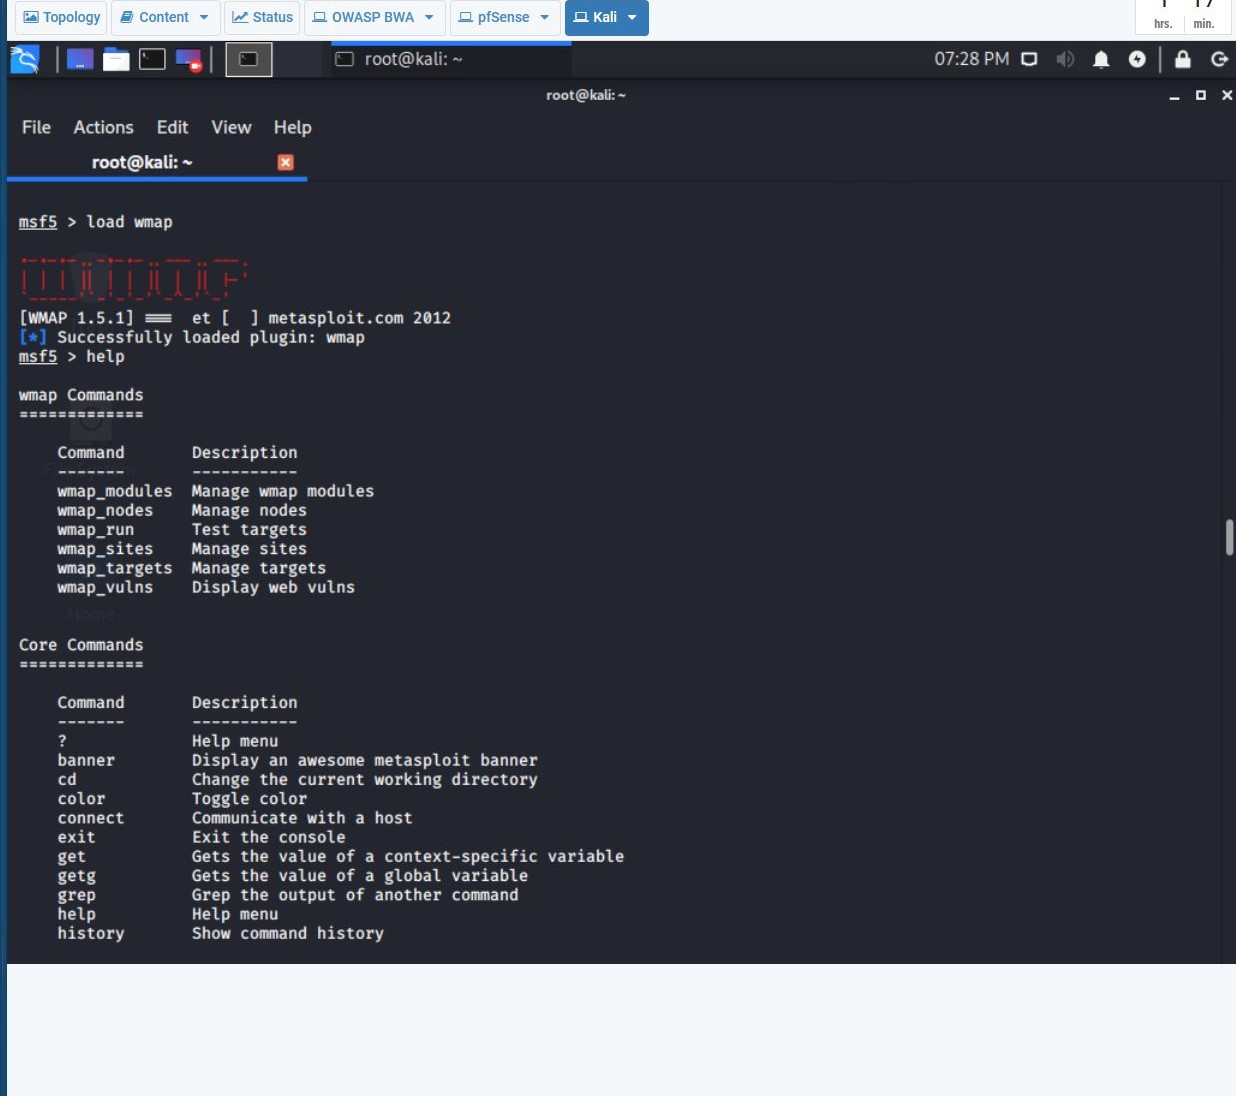 Topology Content Status OWASP BWA pfSense Kali
hrs. min.
root@kali: ~ 07:28 PM
root@kali: ~
File Actions Edit View Help
root@kali: ~
msf5 > load wmap
[WMAP 1.5.1] === et [  ] metasploit.com 2012
[*] Successfully loaded plugin: wmap
msf5 > help
wmap Commands
=============
Command Description
------- -----------
wmap_modules Manage wmap modules
wmap_nodes Manage nodes
wmap_run Test targets
wmap_sites Manage sites
wmap_targets Manage targets
wmap_vulns Display web vulns
Home
Core Commands
=============
Command Description
------- -----------
? Help menu
banner Display an awesome metasploit banner
cd Change the current working directory
color Toggle color
connect Communicate with a host
exit Exit the console
get Gets the value of a context-specific variable
getg Gets the value of a global variable
grep Grep the output of another command
help Help menu
history Show command history